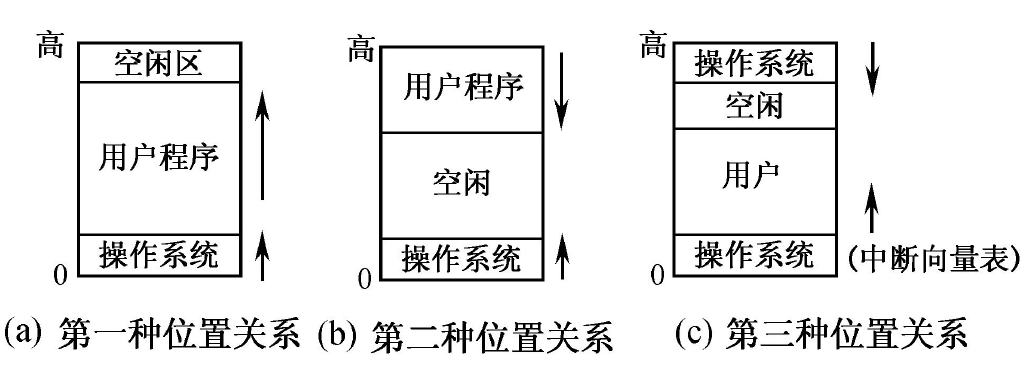 高
空闲区
用户程序
操作系统
0
(a) 第一种位置关系
高
用户程序
空闲
操作系统
0
(b) 第二种位置关系
高
操作系统
空闲
用户
操作系统
(中断向量表)
0
(c) 第三种位置关系